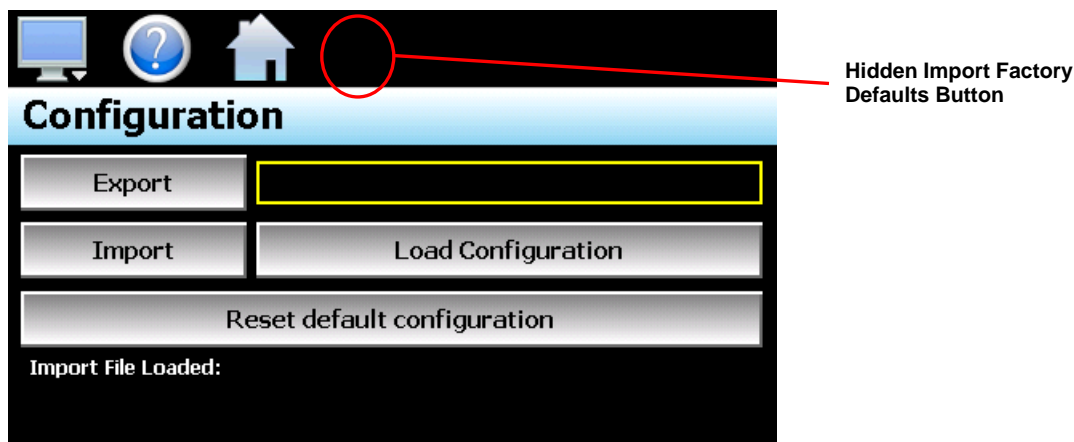 Hidden Import Factory
Defaults Button
Configuration
Export
Import
Load Configuration
Reset default configuration
Import File Loaded: